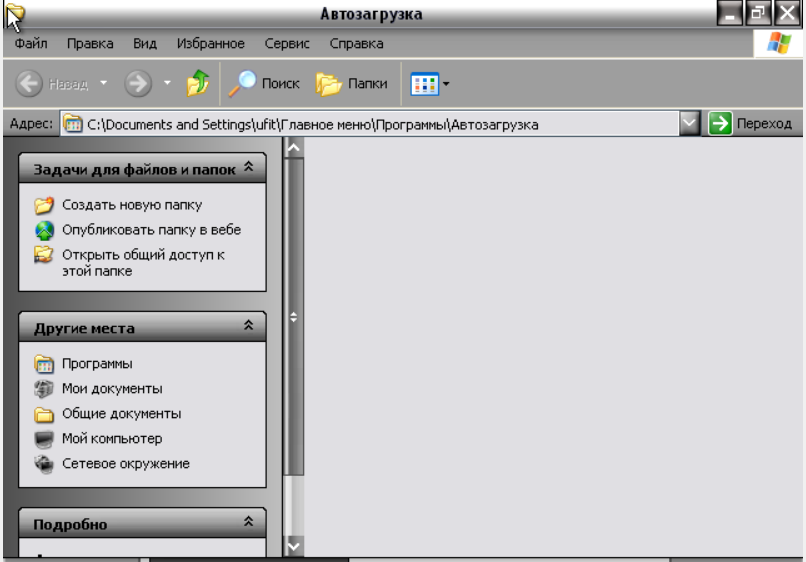 Автозагрузка
Файл Правка Вид Избранное Сервис Справка
Назад Поиск Папки
Адрес: C:\Documents and Settings\ufit\Главное меню\Программы\Автозагрузка Переход
Задачи для файлов и папок
Создать новую папку
Опубликовать папку в вебе
Открыть общий доступ к
этой папке
Другие места
Программы
Мои документы
Общие документы
Мой компьютер
Сетевое окружение
Подробно